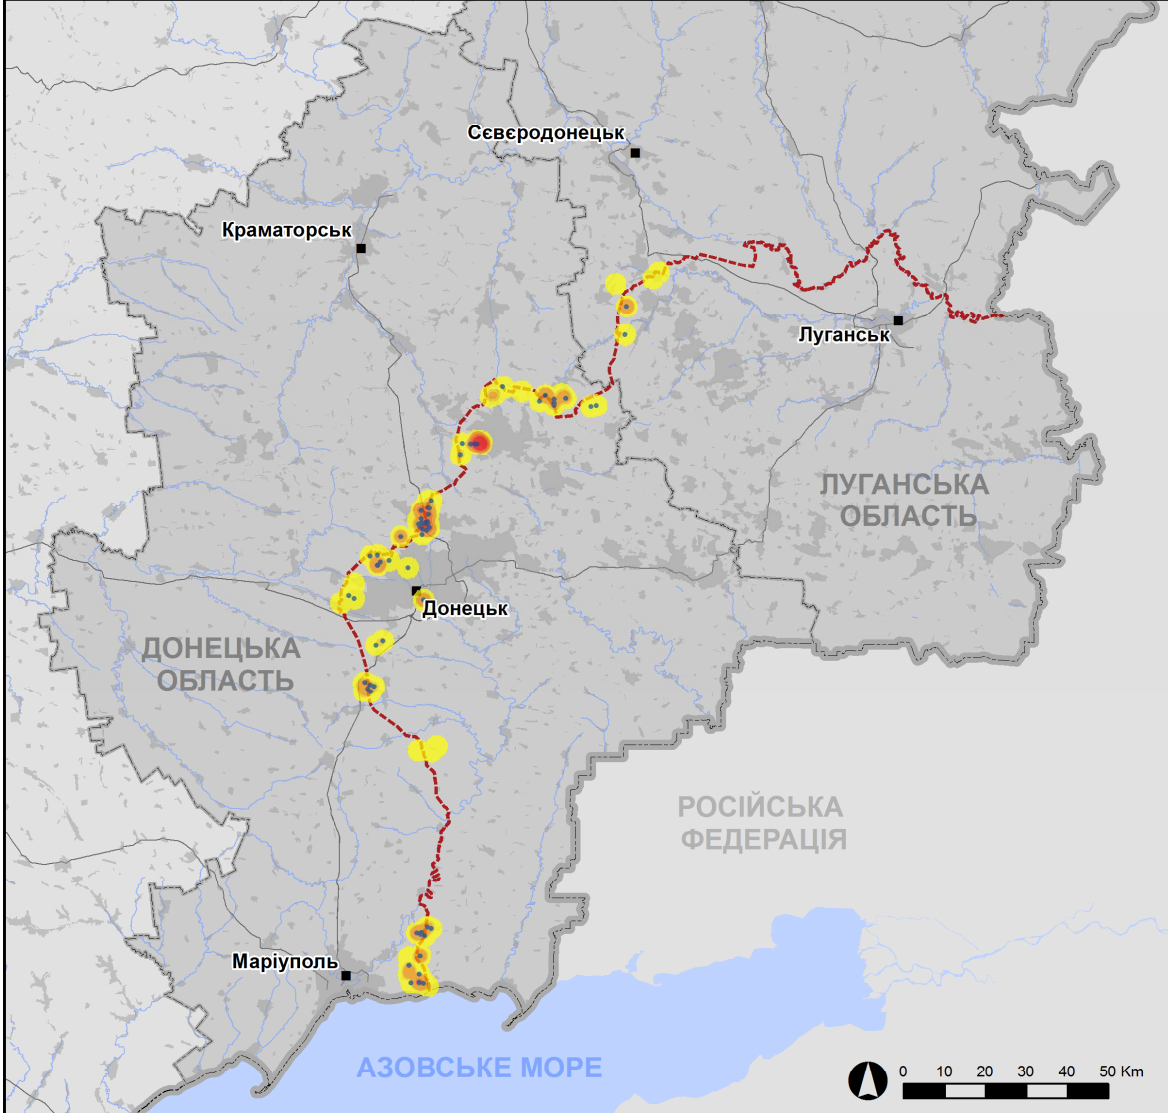 Сєвєродонецьк
Краматорськ
Луганськ
ЛУГАНСЬКА
ОБЛАСТЬ
Донецьк
ДОНЕЦЬКА
ОБЛАСТЬ
РОСІЙСЬКА
ФЕДЕРАЦІЯ
Маріуполь
АЗОВСЬКЕ МОРЕ
0 10 20 30 40 50 Km